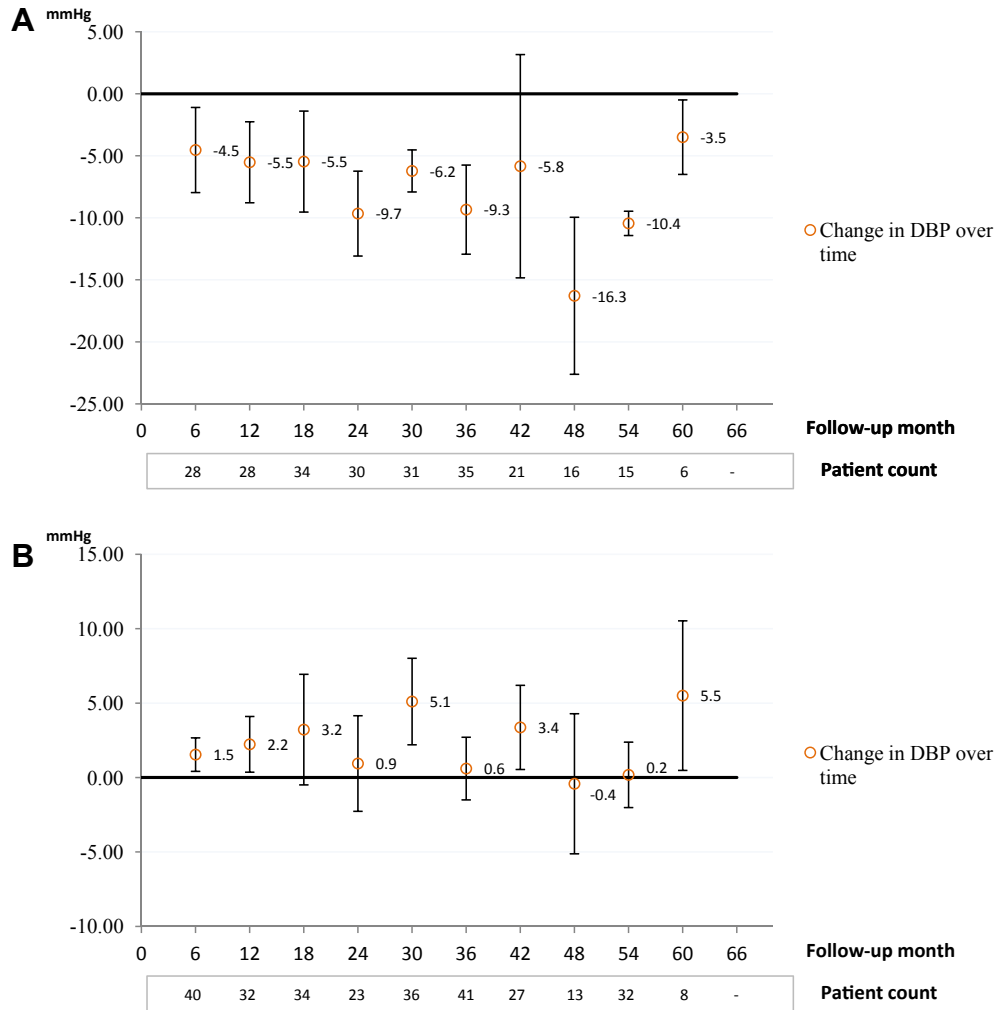 A
mmHg
5.00
0.00
-5.00
-10.00
-15.00
-20.00
-25.00
-4.5
-5.5
-5.5
-9.7
-6.2
-9.3
-5.8
-16.3
-10.4
-3.5
Change in DBP over
time
0 6 12 18 24 30 36 42 48 54 60 66
Follow-up month
28 28 34 30 31 35 21 16 15 6 -
Patient count
B
mmHg
15.00
10.00
5.00
0.00
-5.00
-10.00
1.5
2.2
3.2
0.9
5.1
0.6
3.4
-0.4
0.2
5.5
Change in DBP over
time
0 6 12 18 24 30 36 42 48 54 60 66
Follow-up month
40 32 34 23 36 41 27 13 32 8 -
Patient count